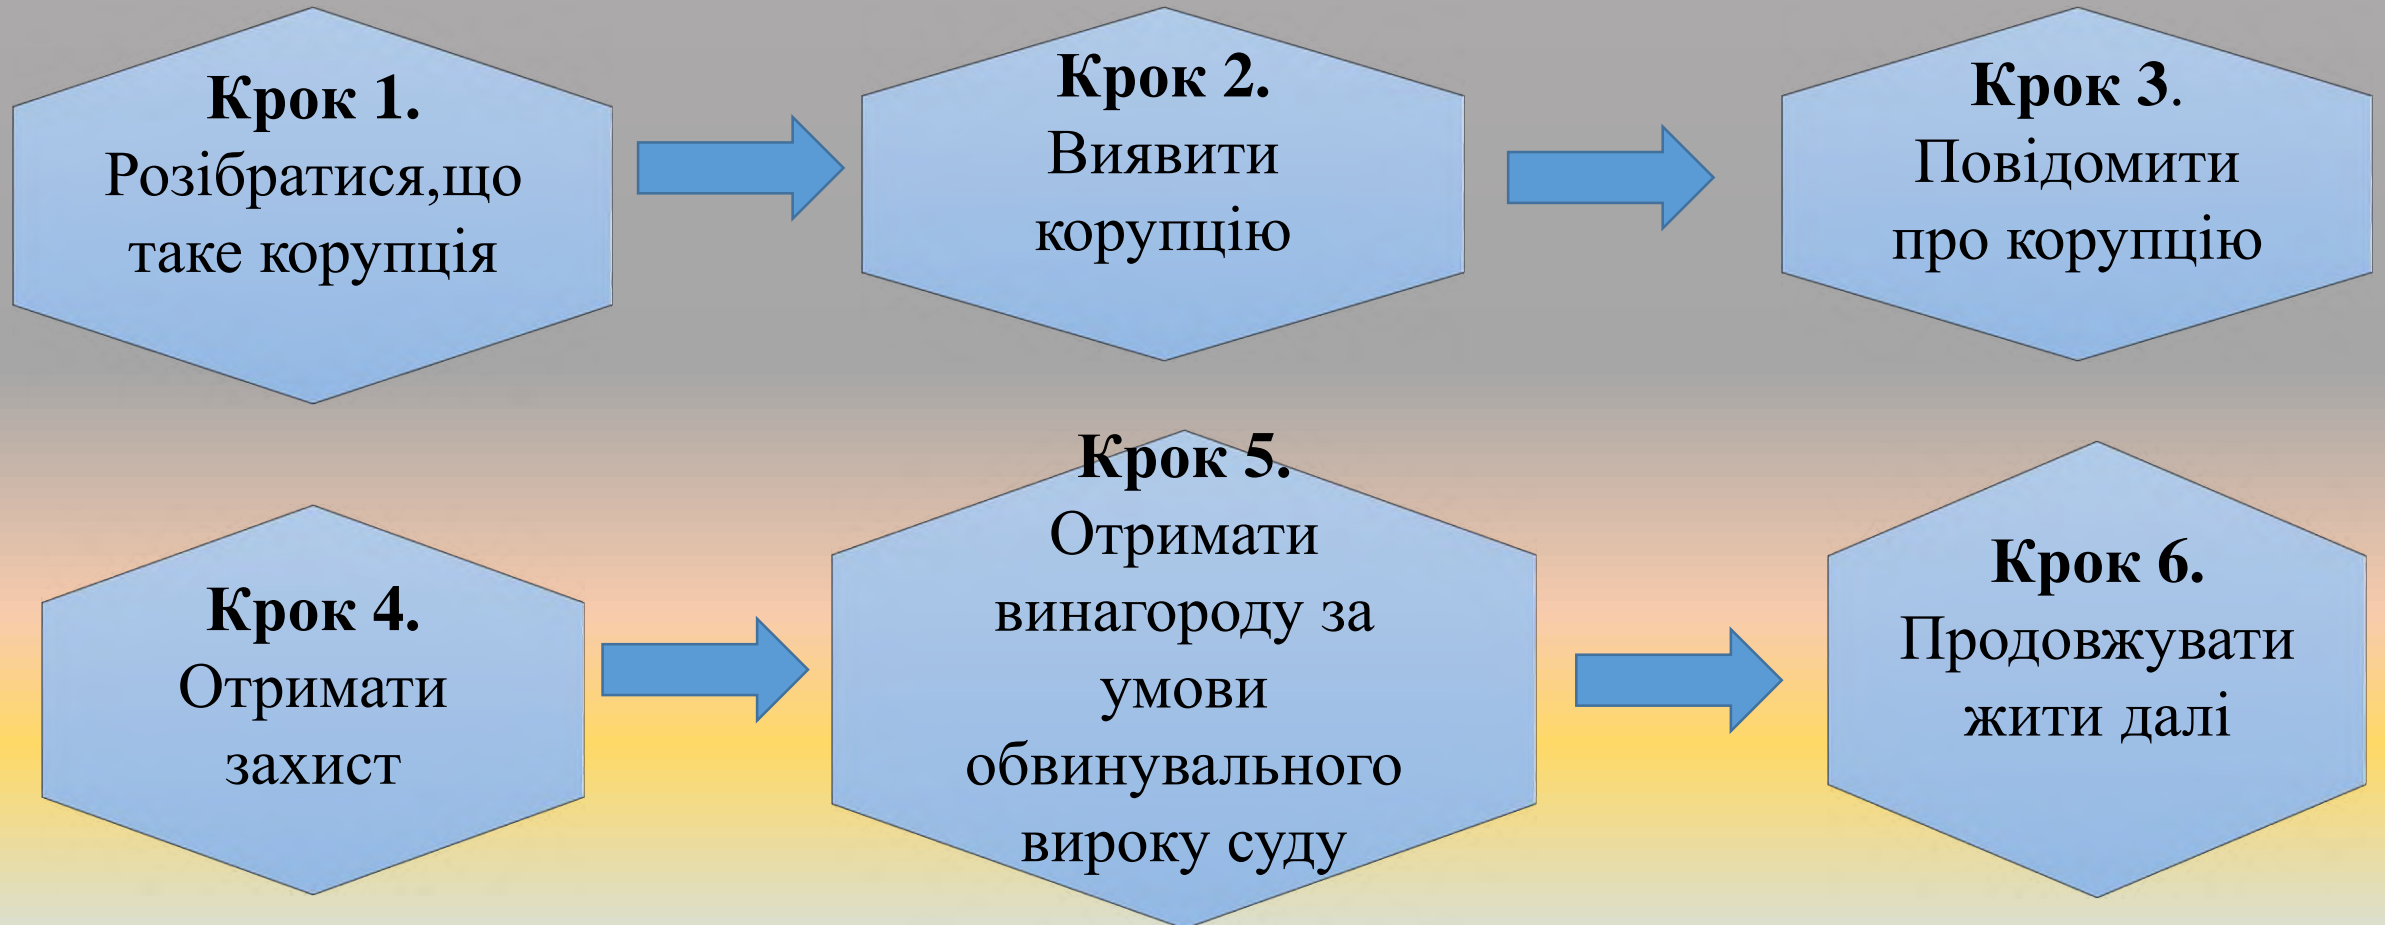 Крок 1.
Розібратися,що
таке корупція
Крок 2.
Виявити
корупцію
Крок 3.
Повідомити
про корупцію
Крок 4.
Отримати
захист
Крок 5.
Отримати
винагороду за
умови
обвинувального
вироку суду
Крок 6.
Продовжувати
жити далі